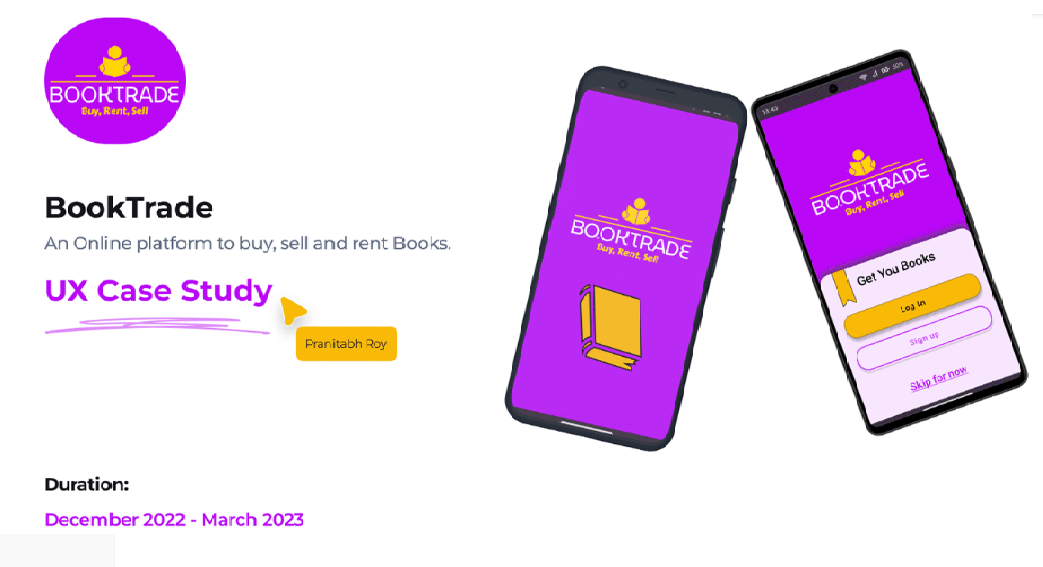 BOOKTRADE
Buy, Rent, Sell
BookTrade
An Online platform to buy, sell and rent Books.
UX Case Study
Pranitabh Roy
Duration:
December 2022 - March 2023
BOOKTRADE
Buy, Rent, Sell
BOOKTRADE
Buy, Rent, Sell
Get You Books
Log in
Sign up
Skip for now